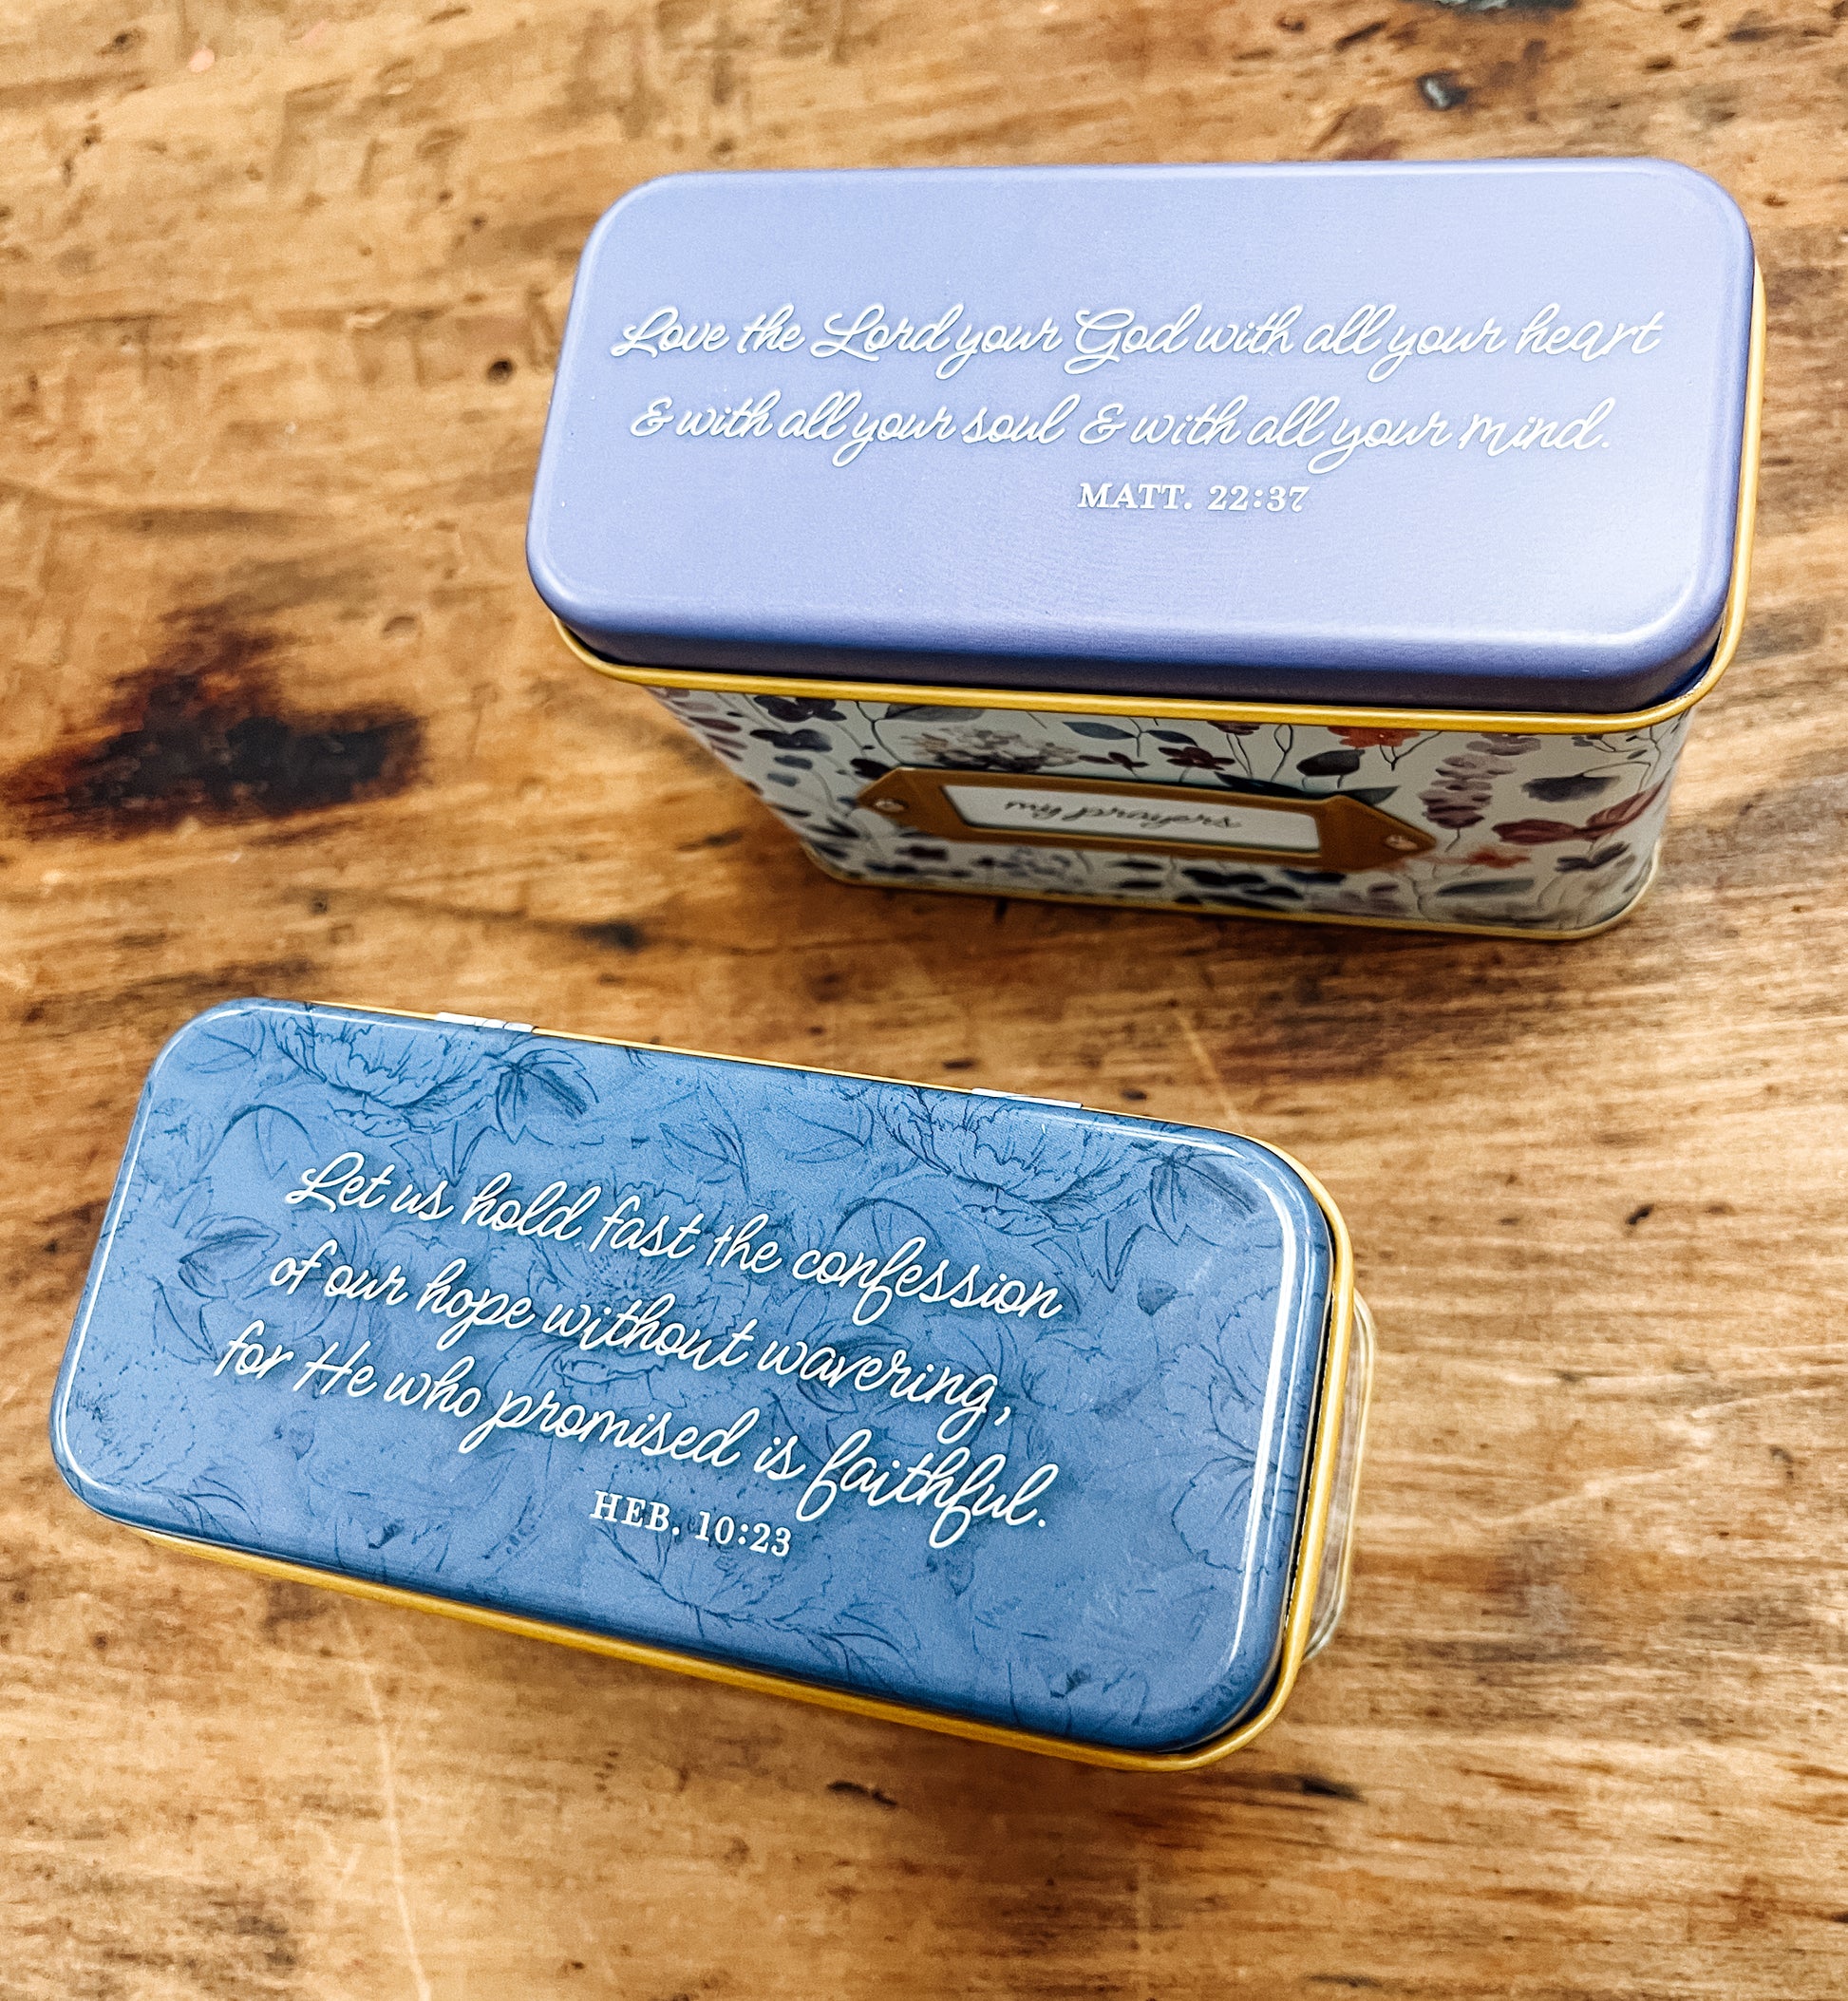 Love the Lord your God with all your heart
& with all your soul & with all your mind.
MATT. 22:37
my prayers
Let us hold fast the confession
of our hope without wavering,
for He who promised is faithful.
HEB. 10:23